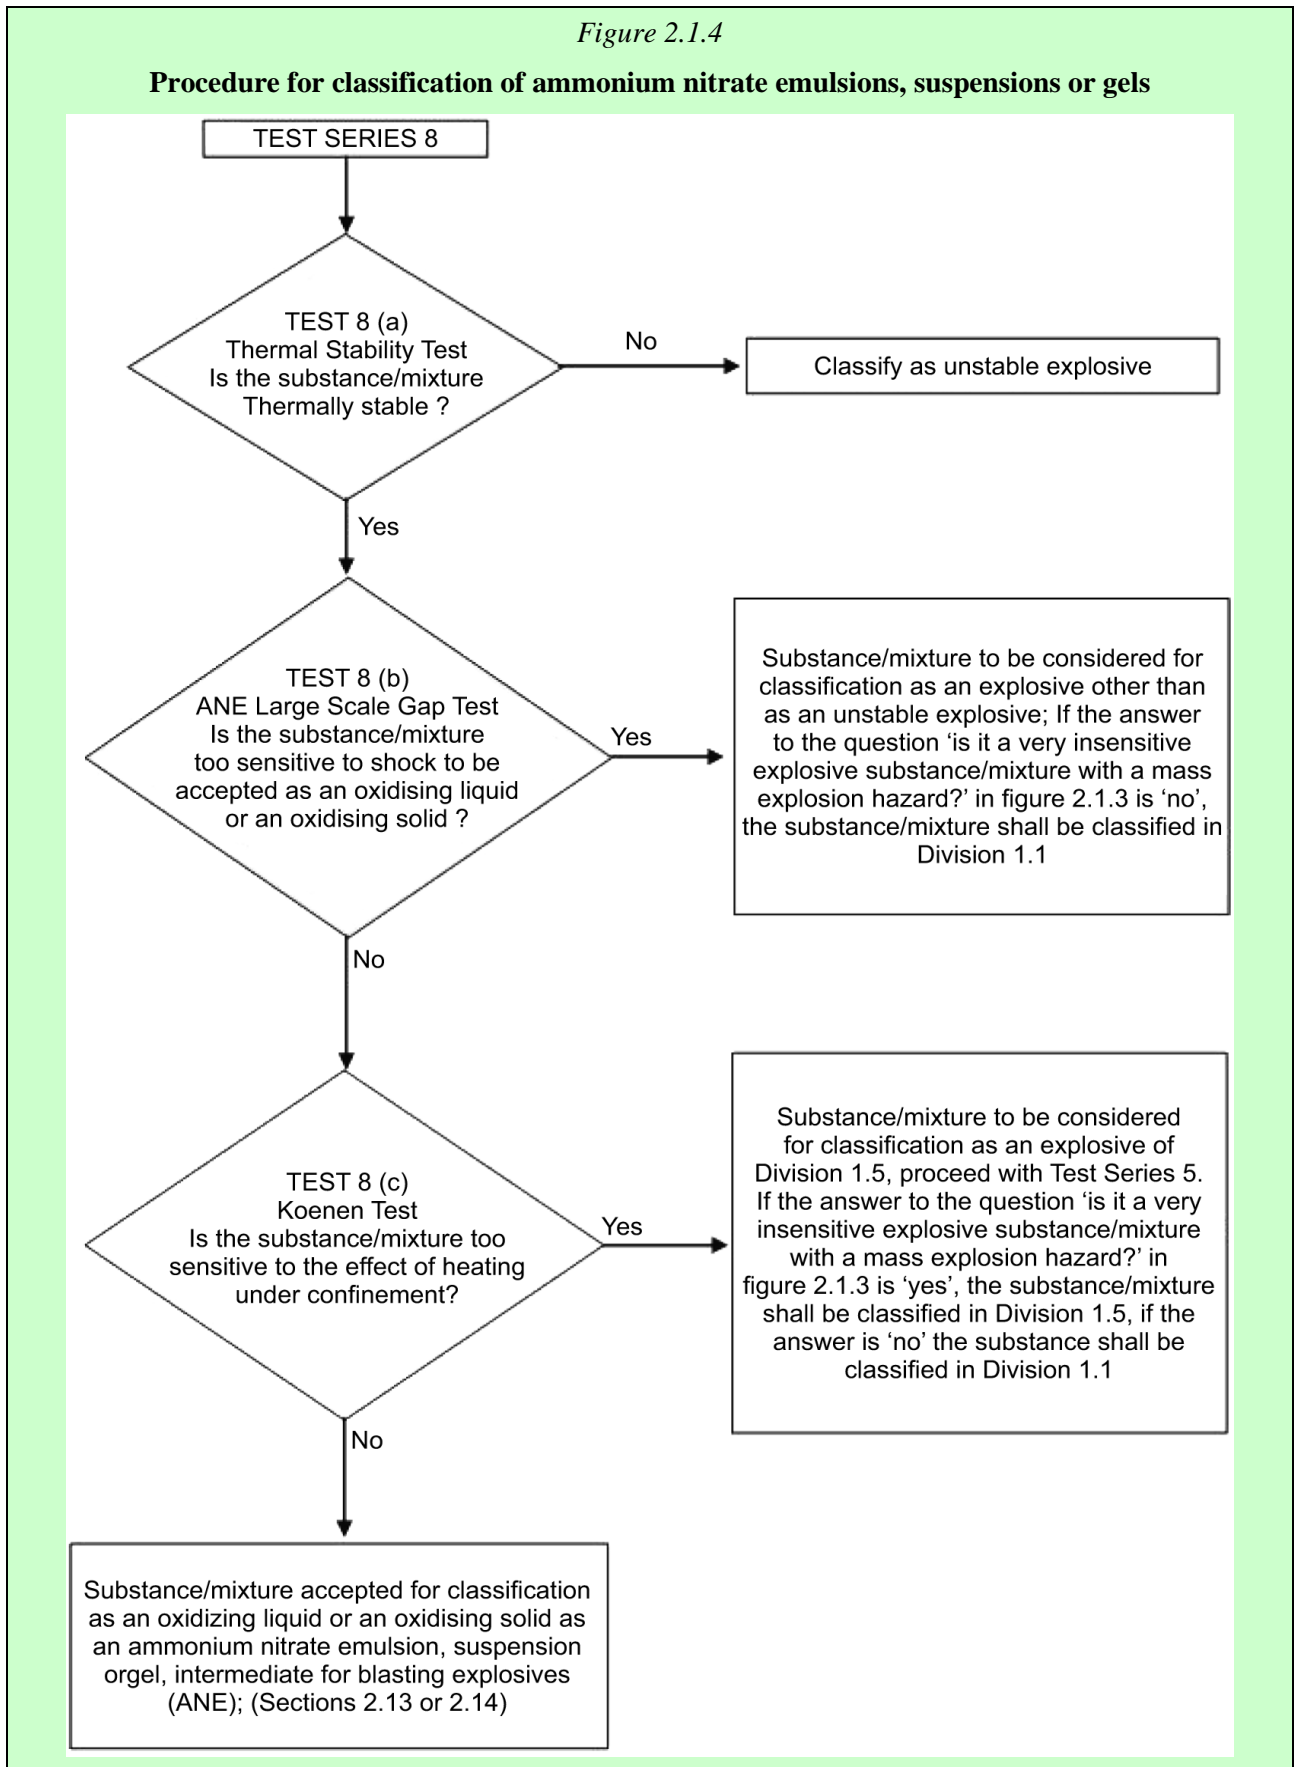 Figure 2.1.4
Procedure for classification of ammonium nitrate emulsions, suspensions or gels
TEST SERIES 8
TEST 8 (a)
Thermal Stability Test
Is the substance/mixture
Thermally stable ?
No
Classify as unstable explosive
Yes
TEST 8 (b)
ANE Large Scale Gap Test
Is the substance/mixture
too sensitive to shock to be
accepted as an oxidising liquid
or an oxidising solid ?
Yes
Substance/mixture to be considered for
classification as an explosive other than
as an unstable explosive; If the answer
to the question ‘is it a very insensitive
explosive substance/mixture with a mass
explosion hazard?’ in figure 2.1.3 is ‘no’,
the substance/mixture shall be classified in
Division 1.1
No
TEST 8 (c)
Koenen Test
Is the substance/mixture too
sensitive to the effect of heating
under confinement?
Yes
Substance/mixture to be considered
for classification as an explosive of
Division 1.5, proceed with Test Series 5.
If the answer to the question ‘is it a very
insensitive explosive substance/mixture
with a mass explosion hazard?’ in
figure 2.1.3 is ‘yes’, the substance/mixture
shall be classified in Division 1.5, if the
answer is ‘no’ the substance shall be
classified in Division 1.1
No
Substance/mixture accepted for classification
as an oxidizing liquid or an oxidising solid as
an ammonium nitrate emulsion, suspension
orgel, intermediate for blasting explosives
(ANE); (Sections 2.13 or 2.14)